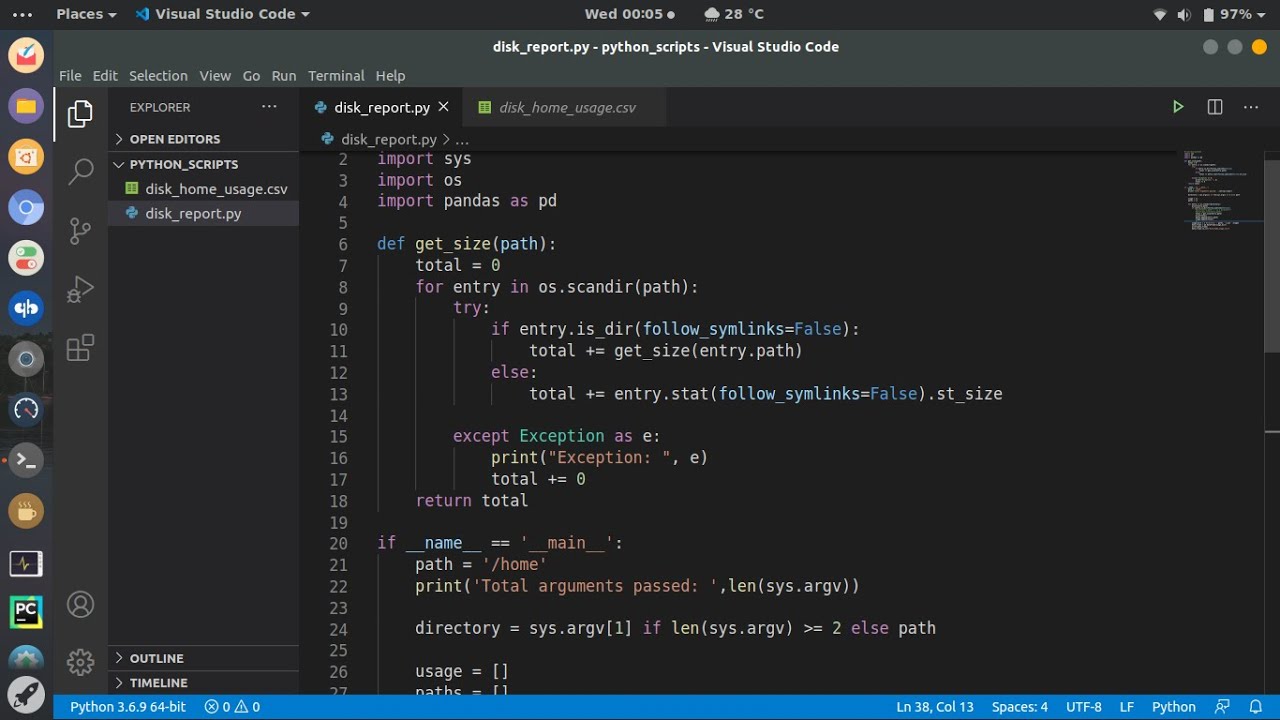 Places
Visual Studio Code
Wed 00:05
28 °C
97%
disk_report.py - python_scripts - Visual Studio Code
File Edit Selection View Go Run Terminal Help
EXPLORER
OPEN EDITORS
PYTHON_SCRIPTS
disk_home_usage.csv
disk_report.py
OUTLINE
TIMELINE
PC
disk_report.py
disk_home_usage.csv
disk_report.py > ...
2 import sys
3 import os
4 import pandas as pd
5
6 def get_size(path):
7 total = 0
8 for entry in os.scandir(path):
9 try:
10 if entry.is_dir(follow_symlinks=False):
11 total += get_size(entry.path)
12 else:
13 total += entry.stat(follow_symlinks=False).st_size
14
15 except Exception as e:
16 print("Exception: ", e)
17 total += 0
18 return total
19
20 if __name__ == '__main__':
21 path = '/home'
22 print('Total arguments passed: ',len(sys.argv))
23
24 directory = sys.argv[1] if len(sys.argv) >= 2 else path
25
26 usage = []
27 paths = []
Python 3.6.9 64-bit 0 0 Ln 38, Col 13 Spaces: 4 UTF-8 LF Python